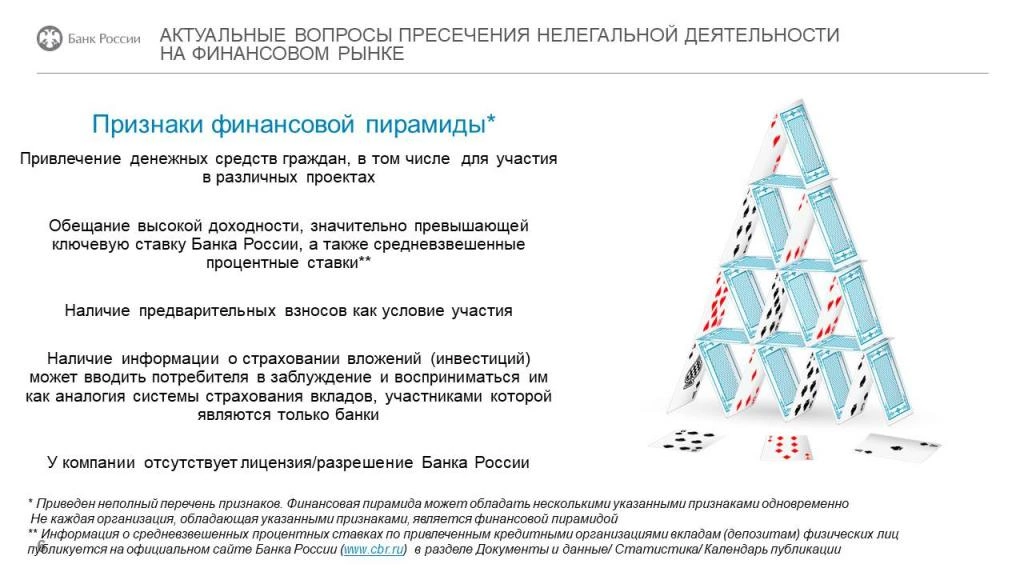 Банк России
АКТУАЛЬНЫЕ ВОПРОСЫ ПРЕСЕЧЕНИЯ НЕЛЕГАЛЬНОЙ ДЕЯТЕЛЬНОСТИ
НА ФИНАНСОВОМ РЫНКЕ
Признаки финансовой пирамиды*
Привлечение денежных средств граждан, в том числе для участия
в различных проектах
Обещание высокой доходности, значительно превышающей
ключевую ставку Банка России, а также средневзвешенные
процентные ставки**
Наличие предварительных взносов как условие участия
Наличие информации о страховании вложений (инвестиций)
может вводить потребителя в заблуждение и восприниматься им
как аналогия системы страхования вкладов, участниками которой
являются только банки
У компании отсутствует лицензия/разрешение Банка России
* Приведен неполный перечень признаков. Финансовая пирамида может обладать несколькими указанными признаками одновременно
Не каждая организация, обладающая указанными признаками, является финансовой пирамидой
** Информация о средневзвешенных процентных ставках по привлеченным кредитными организациями вкладам (депозитам) физических лиц
публикуется на официальном сайте Банка России (www.cbr.ru) в разделе Документы и данные/ Статистика/ Календарь публикации